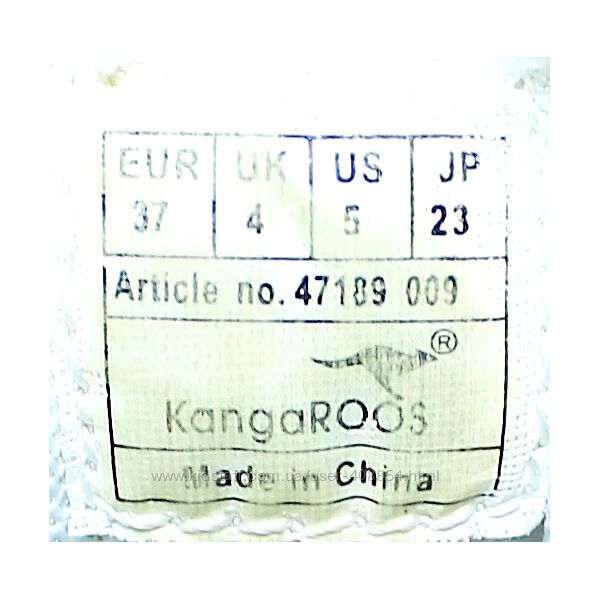 EUR UK US JP
37 4 5 23
Article no. 47189 009
®
KangaROOS
Made in China